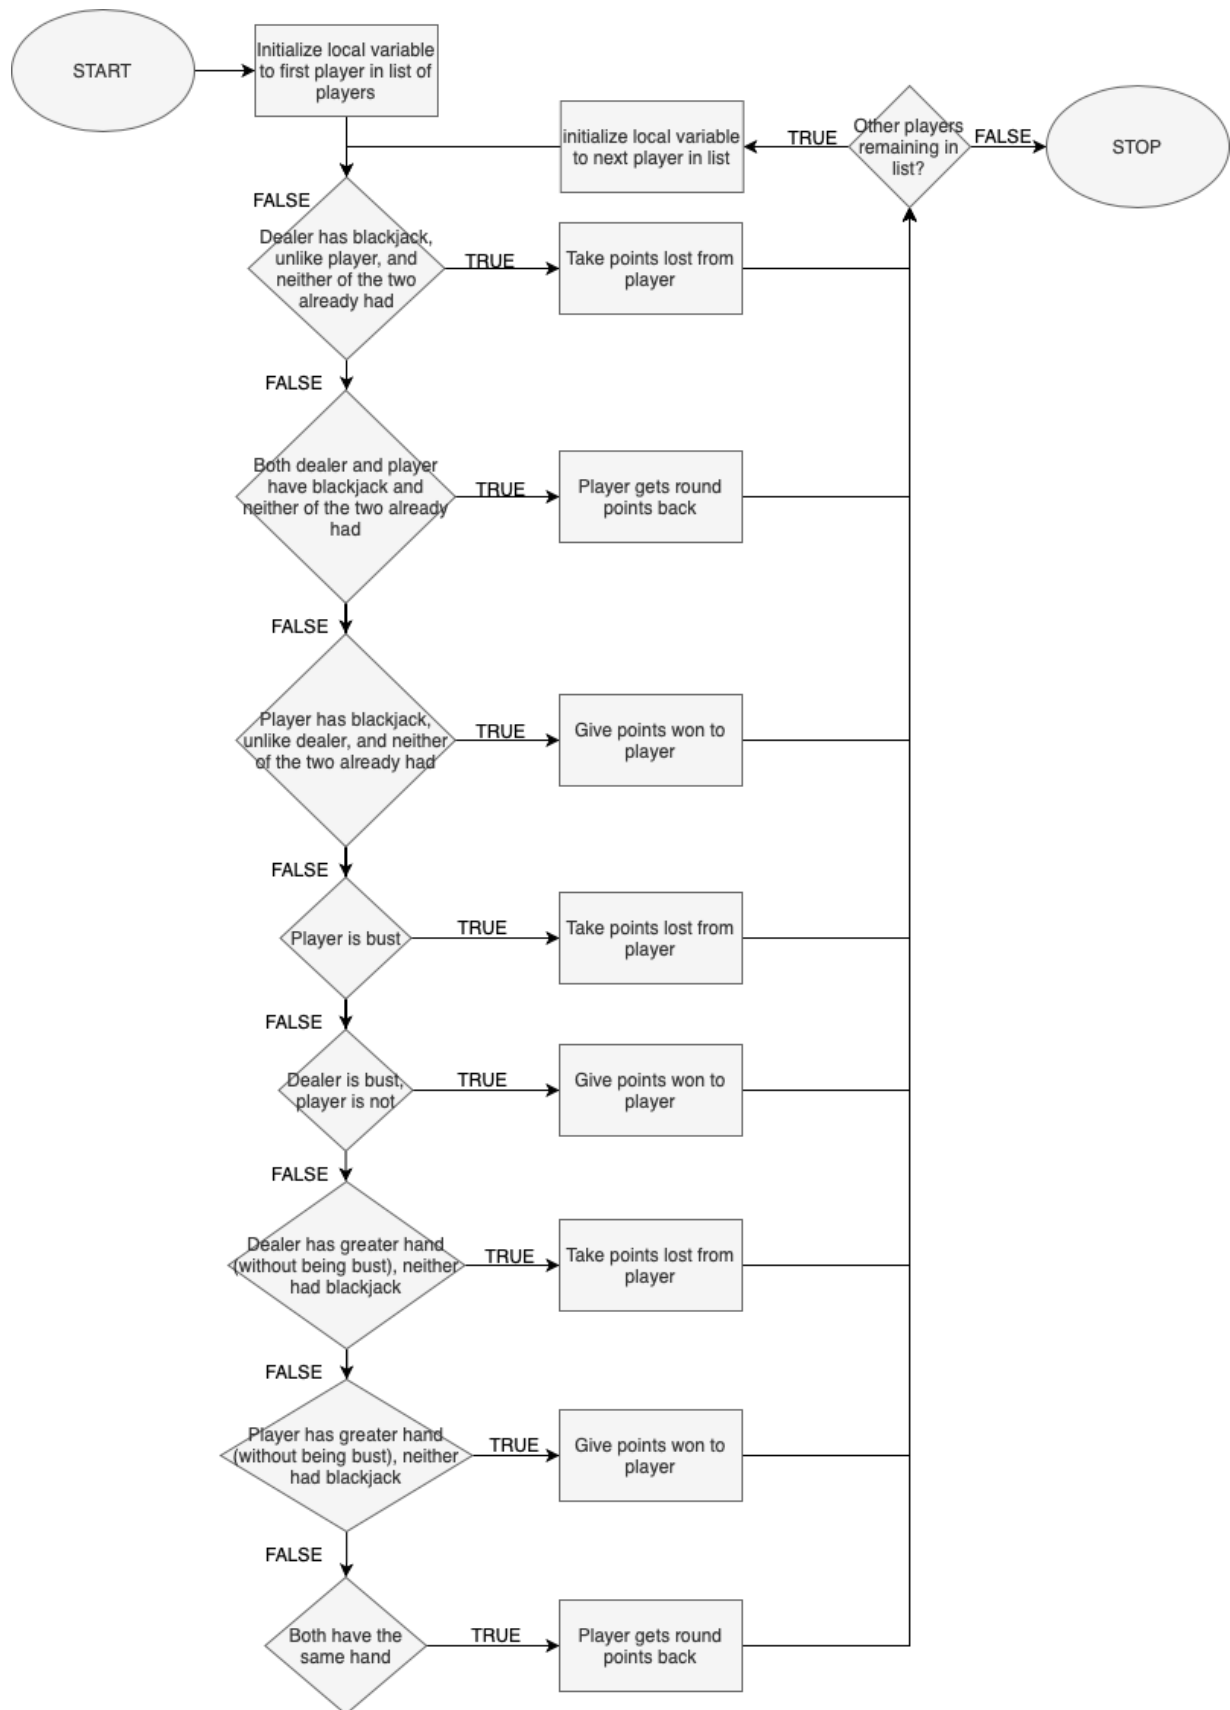 START
Initialize local variable
to first player in list of
players
initialize local variable
to next player in list
TRUE
Other players
remaining in
list?
FALSE
STOP
FALSE
Dealer has blackjack,
unlike player, and
neither of the two
already had
TRUE
Take points lost from
player
FALSE
Both dealer and player
have blackjack and
neither of the two already
had
TRUE
Player gets round
points back
FALSE
Player has blackjack,
unlike dealer, and neither
of the two already had
TRUE
Give points won to
player
FALSE
Player is bust
TRUE
Take points lost from
player
FALSE
Dealer is bust,
player is not
TRUE
Give points won to
player
FALSE
Dealer has greater hand
(without being bust), neither
had blackjack
TRUE
Take points lost from
player
FALSE
Player has greater hand
(without being bust), neither
had blackjack
TRUE
Give points won to
player
FALSE
Both have the
same hand
TRUE
Player gets round
points back